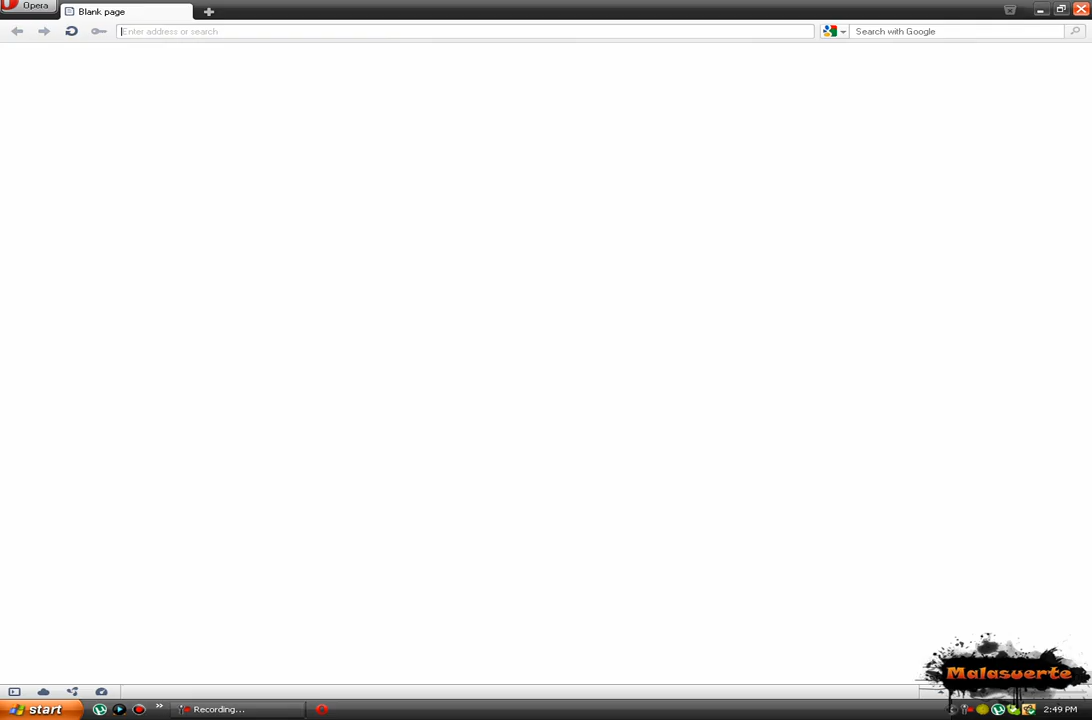 Opera
Blank page
Enter address or search
Search with Google
Malasuerte
start
Recording...
2:49 PM